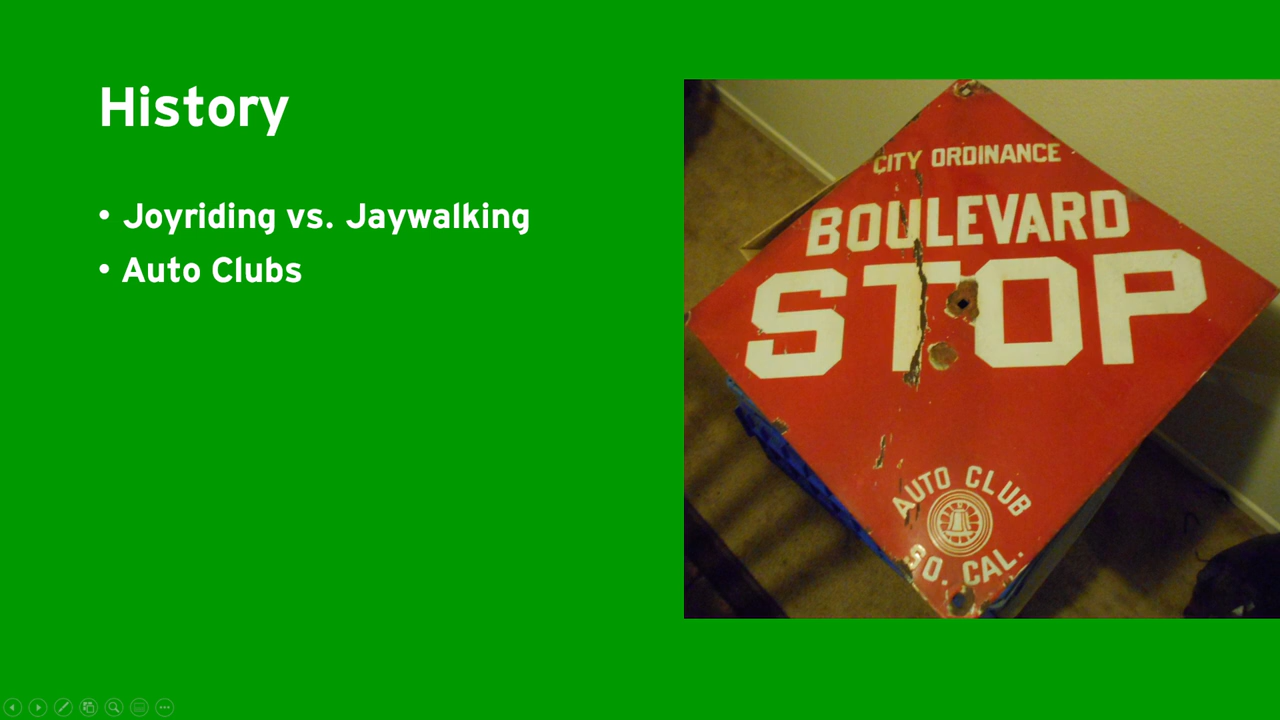 History
• Joyriding vs. Jaywalking
• Auto Clubs
CITY ORDINANCE
BOULEVARD
STOP
AUTO CLUB
SO. CAL.